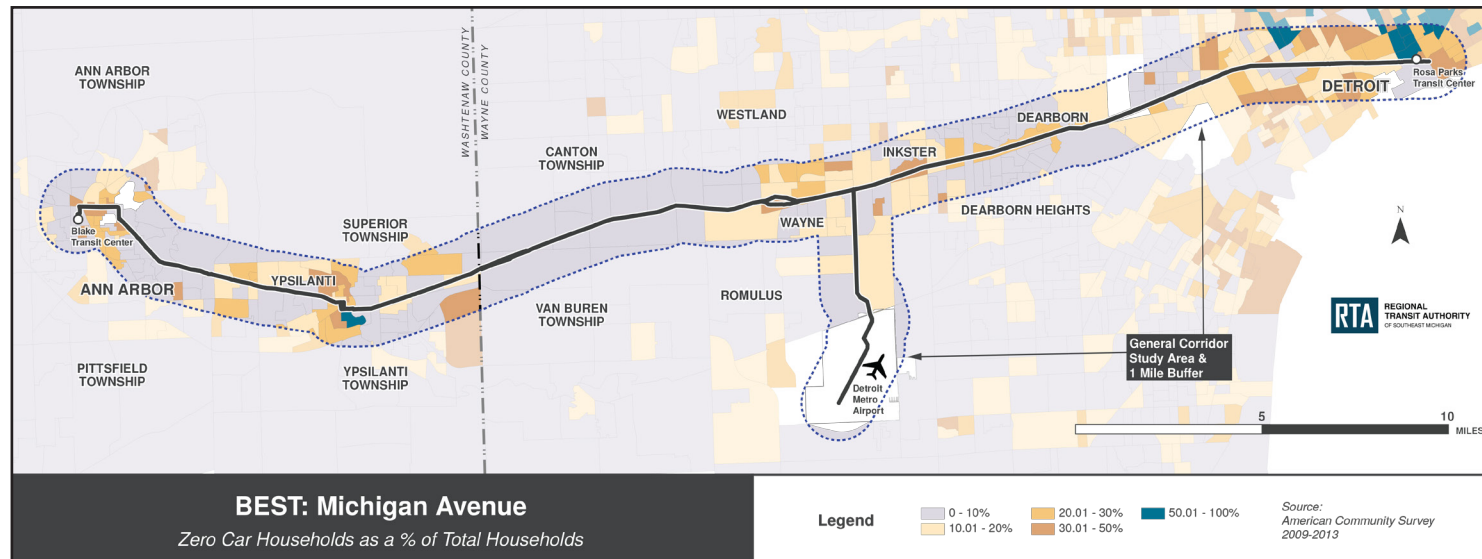 ANN ARBOR
TOWNSHIP
WASHTENAW COUNTY
WAYNE COUNTY
WESTLAND
CANTON
TOWNSHIP
INKSTER
DEARBORN
DETROIT
Rosa Parks
Transit Center
Blake
Transit Center
SUPERIOR
TOWNSHIP
WAYNE
DEARBORN HEIGHTS
N
ANN ARBOR
YPSILANTI
VAN BUREN
TOWNSHIP
ROMULUS
PITTSFIELD
TOWNSHIP
YPSILANTI
TOWNSHIP
Detroit
Metro
Airport
General Corridor
Study Area &
1 Mile Buffer
RTA
REGIONAL
TRANSIT AUTHORITY
OF SOUTHEAST MICHIGAN
5
10
MILES
BEST: Michigan Avenue
Zero Car Households as a % of Total Households
Legend
0 - 10%
10.01 - 20%
20.01 - 30%
30.01 - 50%
50.01 - 100%
Source:
American Community Survey
2009-2013